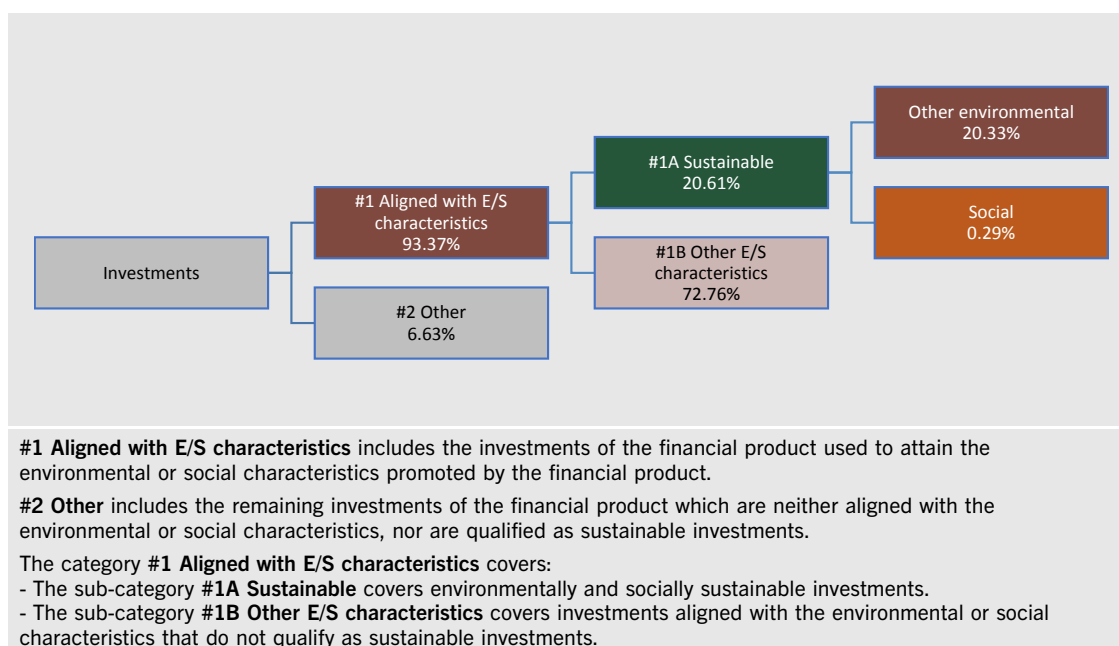 Investments
#1 Aligned with E/S
characteristics
93.37%
#2 Other
6.63%
#1A Sustainable
20.61%
#1B Other E/S
characteristics
72.76%
Other environmental
20.33%
Social
0.29%
#1 Aligned with E/S characteristics includes the investments of the financial product used to attain the
environmental or social characteristics promoted by the financial product.
#2 Other includes the remaining investments of the financial product which are neither aligned with the
environmental or social characteristics, nor are qualified as sustainable investments.
The category #1 Aligned with E/S characteristics covers:
- The sub-category #1A Sustainable covers environmentally and socially sustainable investments.
- The sub-category #1B Other E/S characteristics covers investments aligned with the environmental or social
characteristics that do not qualify as sustainable investments.